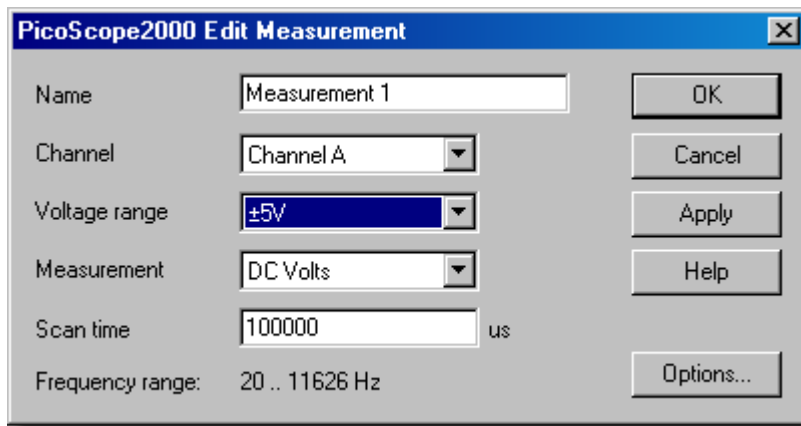 PicoScope2000 Edit Measurement
Name Measurement 1 OK
Channel Channel A Cancel
Voltage range ±5V Apply
Measurement DC Volts Help
Scan time 100000 us
Frequency range: 20 .. 11626 Hz Options...